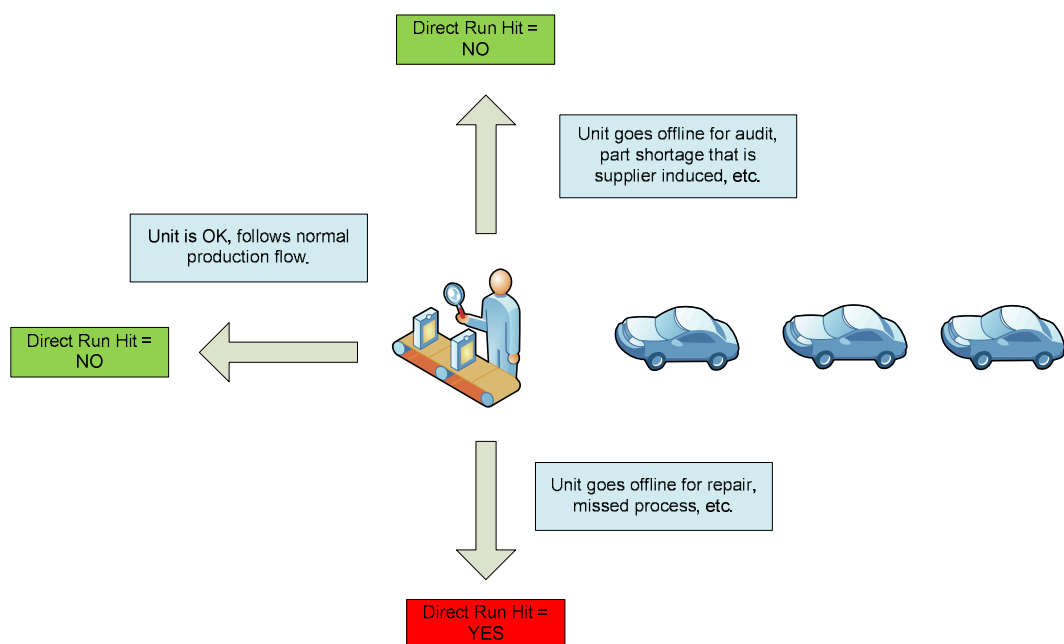 Direct Run Hit =
NO
Unit goes offline for audit,
part shortage that is
supplier induced, etc.
Unit is OK, follows normal
production flow.
Direct Run Hit =
NO
Unit goes offline for repair,
missed process, etc.
Direct Run Hit =
YES